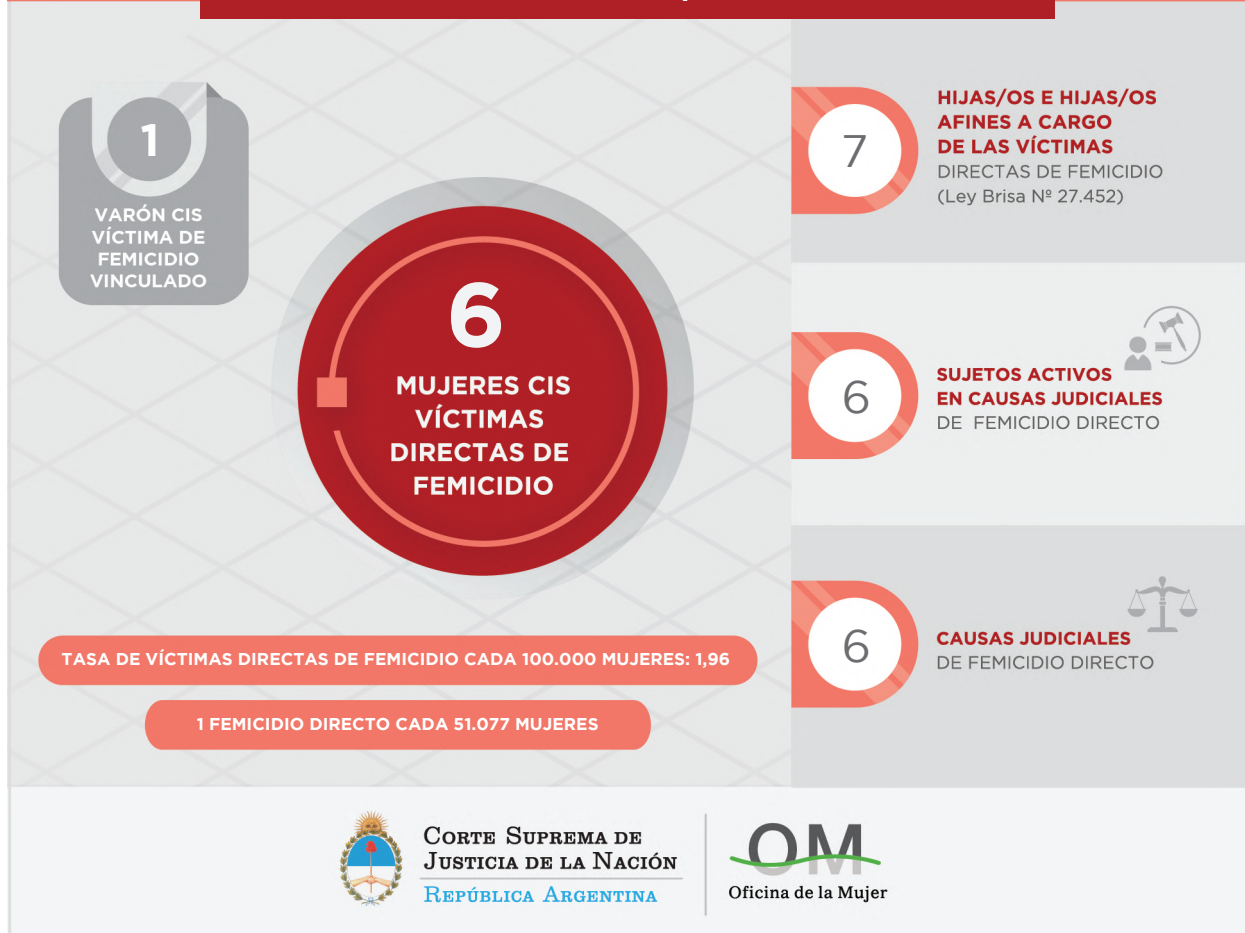 1
VARÓN CIS
VÍCTIMA DE
FEMICIDIO
VINCULADO
6
MUJERES CIS
VÍCTIMAS
DIRECTAS DE
FEMICIDIO
TASA DE VÍCTIMAS DIRECTAS DE FEMICIDIO CADA 100.000 MUJERES: 1,96
1 FEMICIDIO DIRECTO CADA 51.077 MUJERES
7
HIJAS/OS E HIJAS/OS
AFINES A CARGO
DE LAS VÍCTIMAS
DIRECTAS DE FEMICIDIO
(Ley Brisa Nº 27.452)
6
SUJETOS ACTIVOS
EN CAUSAS JUDICIALES
DE FEMICIDIO DIRECTO
6
CAUSAS JUDICIALES
DE FEMICIDIO DIRECTO
CORTE SUPREMA DE
JUSTICIA DE LA NACIÓN
REPÚBLICA ARGENTINA
OM
Oficina de la Mujer